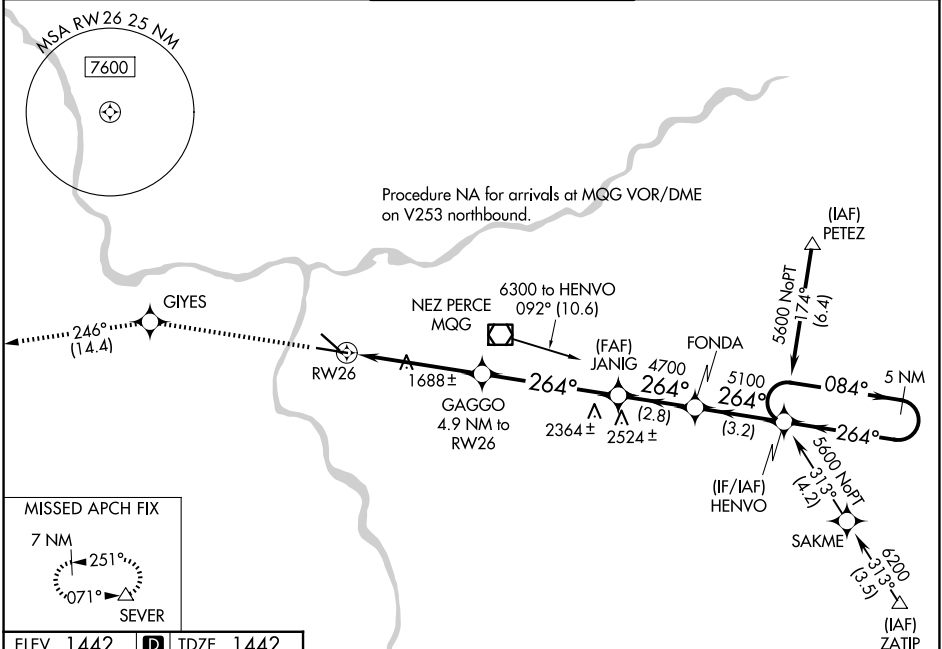 MSA RW26 25 NM
7600
Procedure NA for arrivals at MQG VOR/DME
on V253 northbound.
(IAF)
PETEZ
5600 NoPT
174°
(6.4)
GIYES
246°
(14.4)
RW26
1688±
NEZ PERCE
MQG
6300 to HENVO
092° (10.6)
GAGGO
4.9 NM to
RW26
264°
(FAF)
JANIG
2364±
2524±
4700
264°
(2.8)
FONDA
5100
264°
(3.2)
084°
5 NM
264°
(IF/IAF)
HENVO
5600 NoPT
313°
(4.2)
SAKME
6200
313°
(3.5)
(IAF)
ZATIP
MISSED APCH FIX
7 NM
251°
071°
SEVER
ELEV 1442 D TDZE 1442